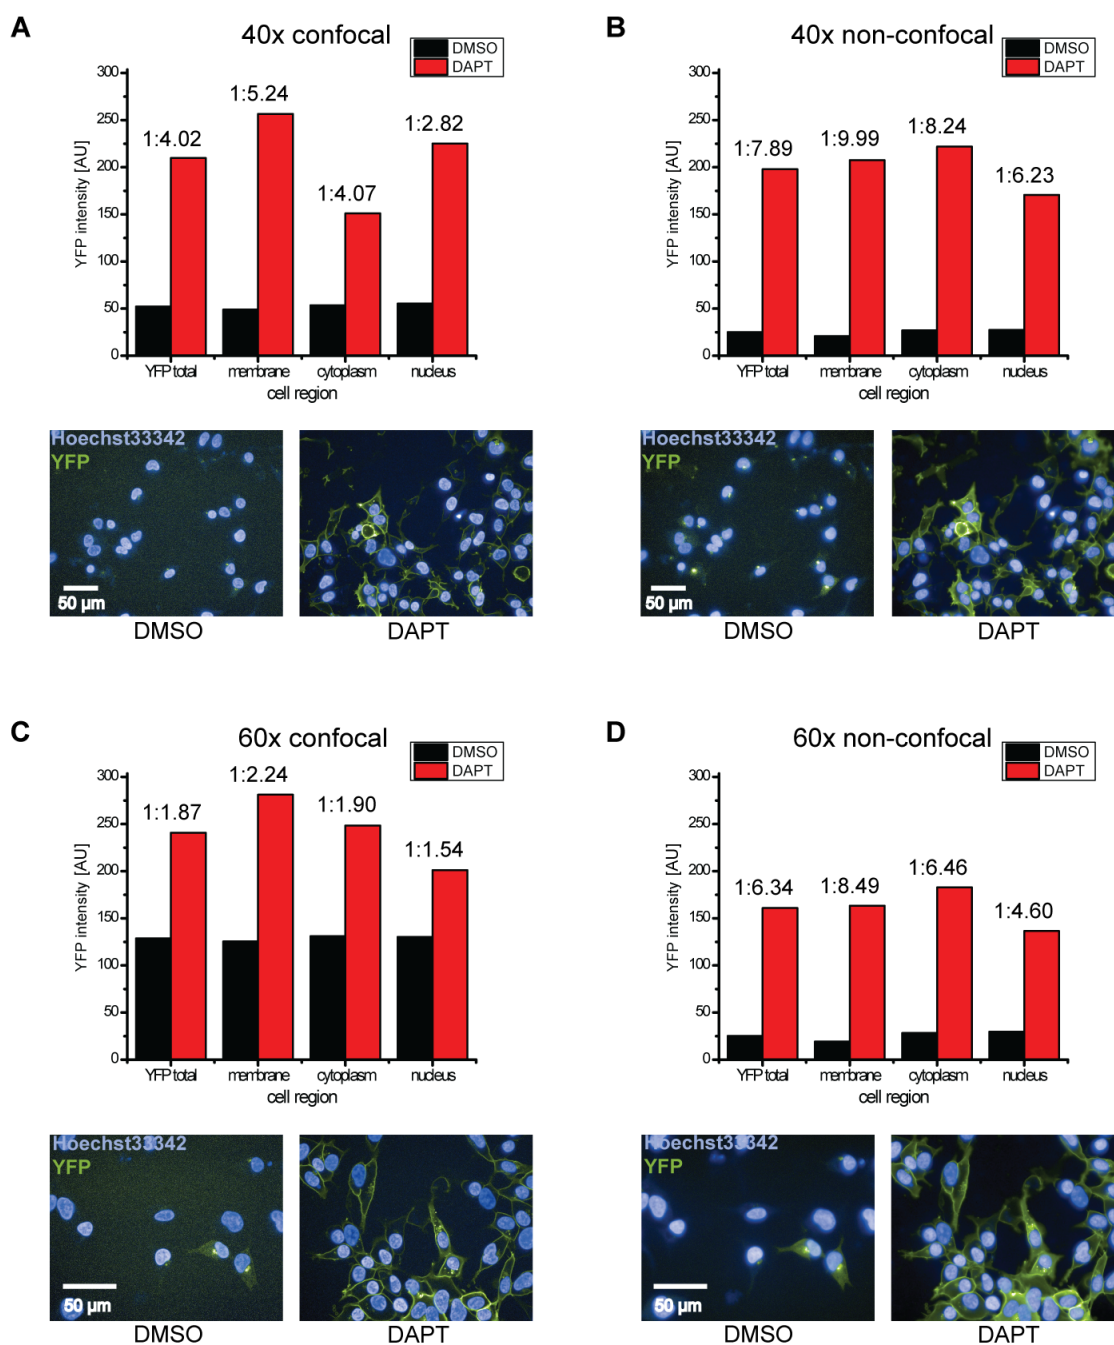 A
40x confocal
DMSO
DAPT
YFP intensity [AU]
300
250
200
150
100
50
0
1:4.02
1:5.24
1:4.07
1:2.82
YFP total
membrane
cytoplasm
nucleus
cell region
Hoechst33342
YFP
50 µm
DMSO
DAPT
B
40x non-confocal
DMSO
DAPT
YFP intensity [AU]
300
250
200
150
100
50
0
1:7.89
1:9.99
1:8.24
1:6.23
YFP total
membrane
cytoplasm
nucleus
cell region
Hoechst33342
YFP
50 µm
DMSO
DAPT
C
60x confocal
DMSO
DAPT
YFP intensity [AU]
300
250
200
150
100
50
0
1:1.87
1:2.24
1:1.90
1:1.54
YFP total
membrane
cytoplasm
nucleus
cell region
Hoechst33342
YFP
50 µm
DMSO
DAPT
D
60x non-confocal
DMSO
DAPT
YFP intensity [AU]
300
250
200
150
100
50
0
1:6.34
1:8.49
1:6.46
1:4.60
YFP total
membrane
cytoplasm
nucleus
cell region
Hoechst33342
YFP
50 µm
DMSO
DAPT